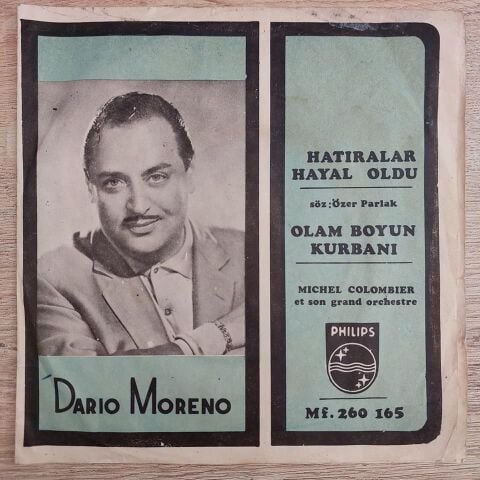 DARIO MORENO
HATIRALAR
HAYAL OLDU
söz:Özer Parlak
OLAM BOYUN
KURBANI
MICHEL COLOMBIER
et son grand orchestre
PHILIPS
Mf. 260 165